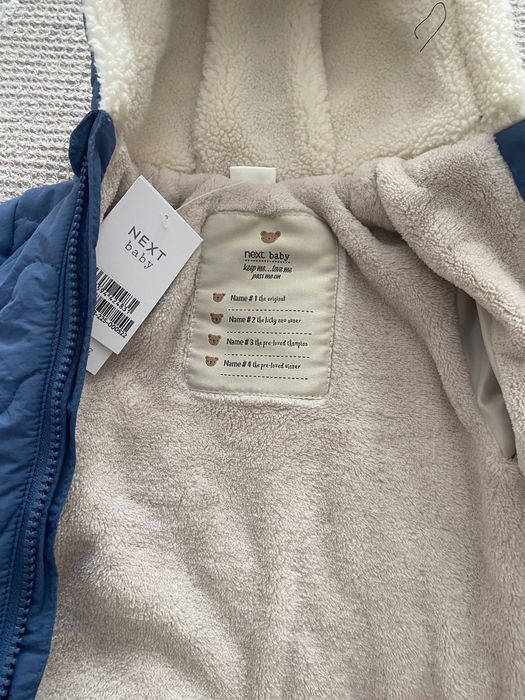 NEXT
baby
next baby
keep me...love me
pass me on
Name # 1 the original
Name # 2 the lucky new owner
Name # 3 the pre-loved champion
Name # 4 the pre-loved winner